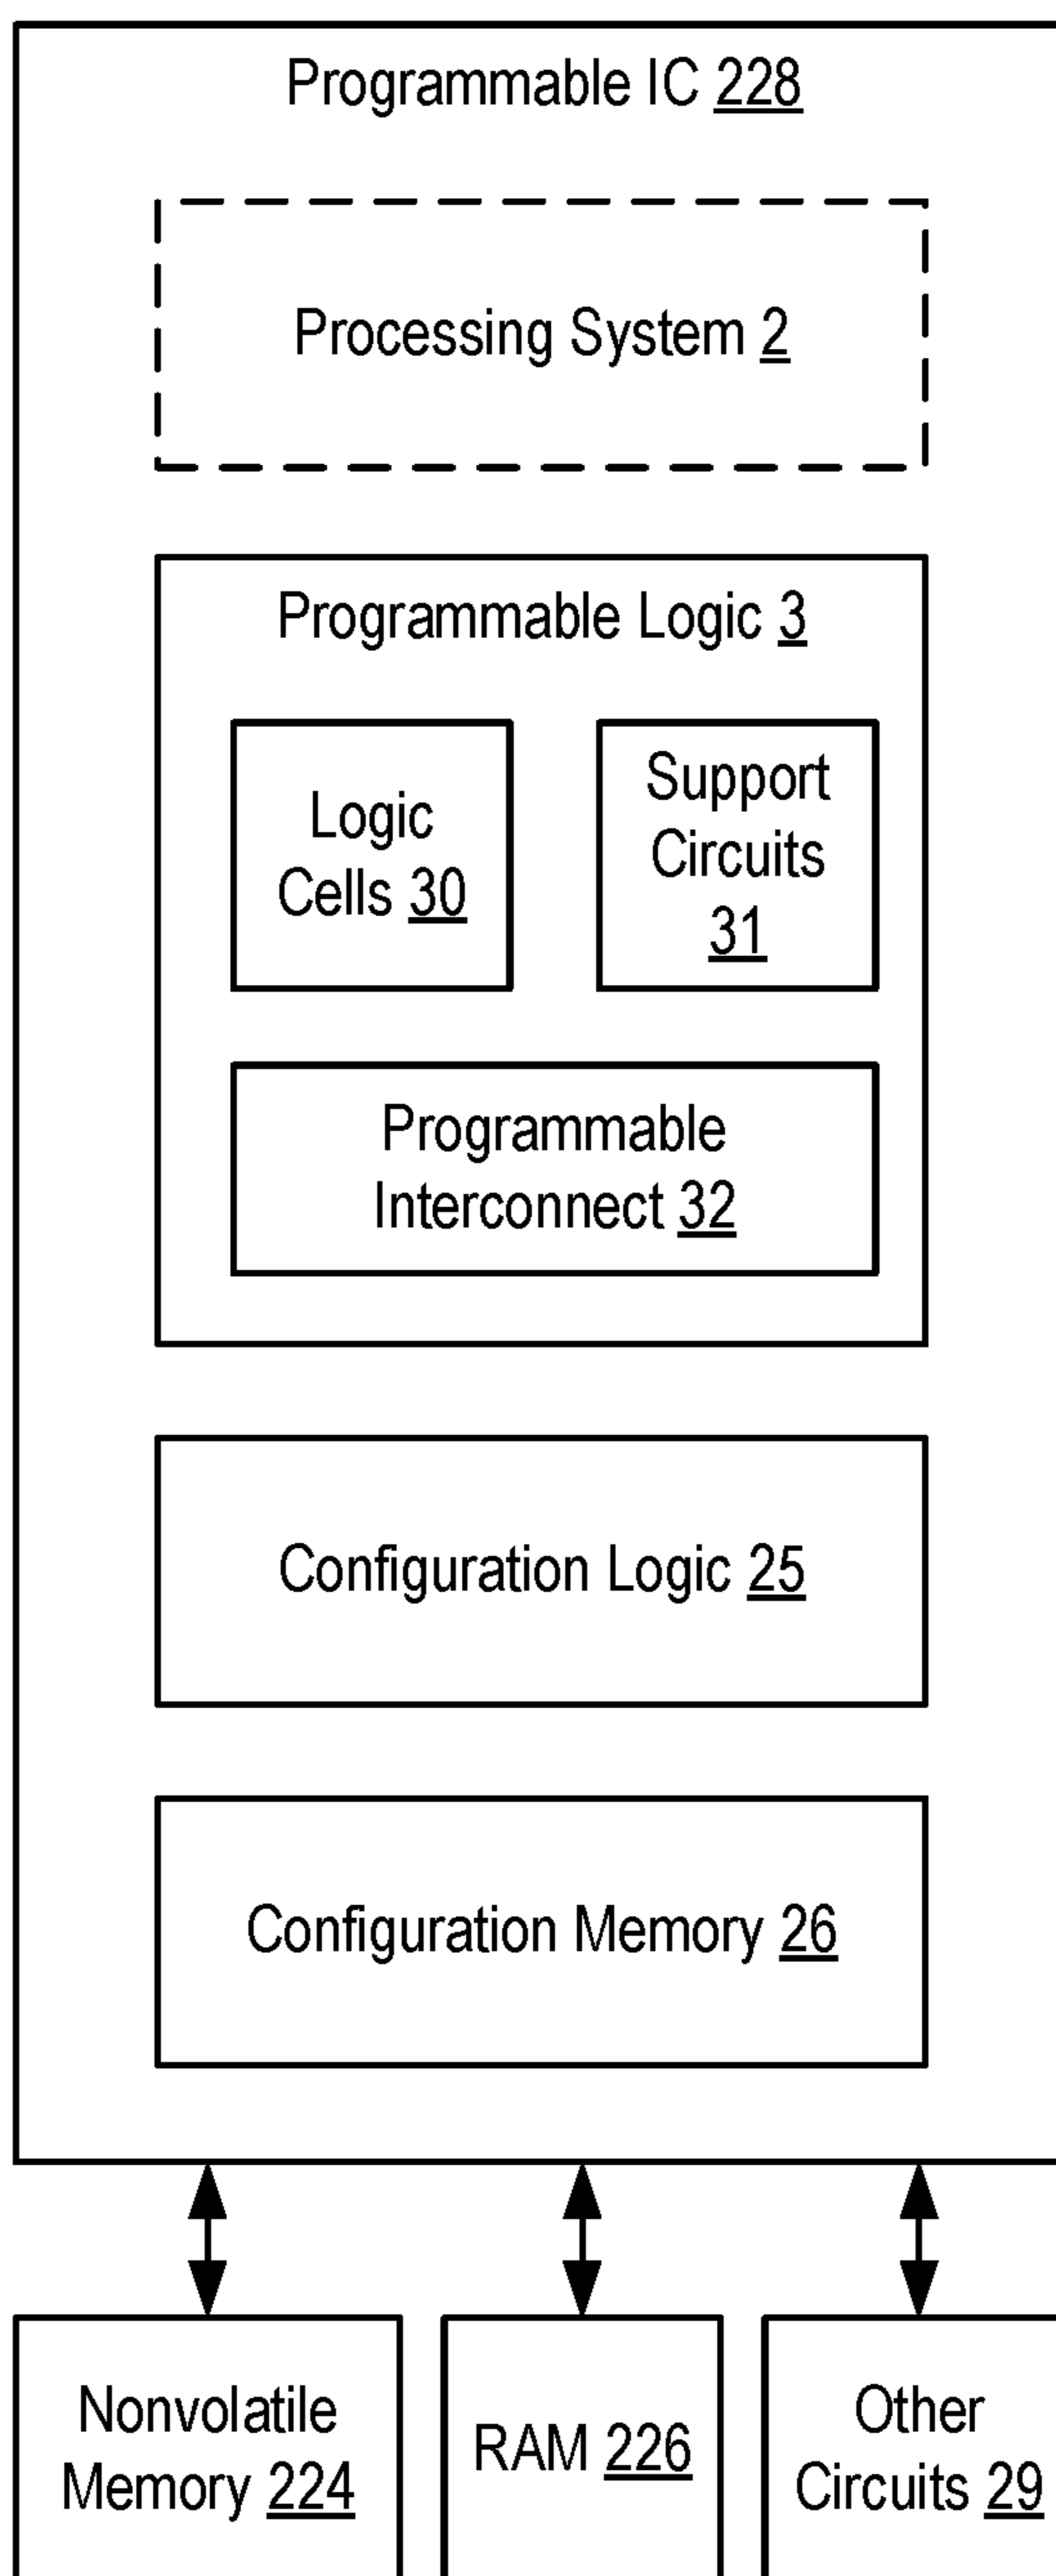 Programmable IC 228
Processing System 2
Programmable Logic 3
Logic
Cells 30
Support
Circuits
31
Programmable
Interconnect 32
Configuration Logic 25
Configuration Memory 26
Nonvolatile
Memory 224
RAM 226
Other
Circuits 29